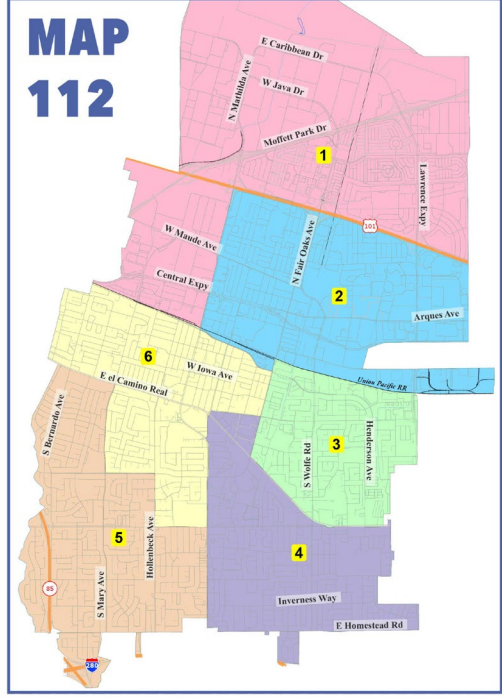 MAP
112
E Caribbean Dr
N Mathilda Ave
W Java Dr
Moffett Park Dr
1
Lawrence Expy
101
W Maude Ave
N Fair Oaks Ave
Central Expy
2
Arques Ave
6
W Iowa Ave
E el Camino Real
Union Pacific RR
S Bernardo Ave
3
S Wolfe Rd
Henderson Ave
5
Hollenbeck Ave
4
85
S Mary Ave
Inverness Way
E Homestead Rd
280